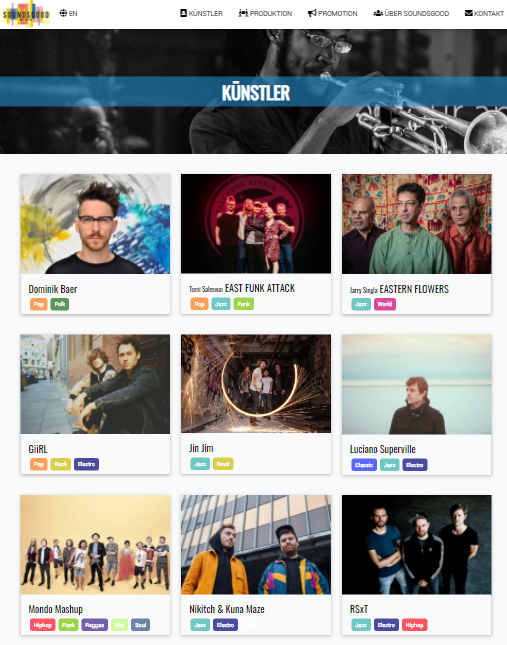 SOUNDSGOOD
EN
KÜNSTLER
PRODUKTION
PROMOTION
ÜBER SOUNDSGOOD
KONTAKT
KÜNSTLER
FUNK ATTACK
Dominik Baer
Pop Folk
Tomi Salesvuo EAST FUNK ATTACK
Pop Jazz Funk
Jarry Singla EASTERN FLOWERS
Jazz World
GiiRL
Pop Rock Electro
Jin Jim
Jazz Rock
Luciano Superville
Classic Jazz Electro
Mondo Mashup
Hiphop Funk Reggae Ska Soul
Nikitch & Kuna Maze
Jazz Electro
RSxT
Jazz Electro Hiphop